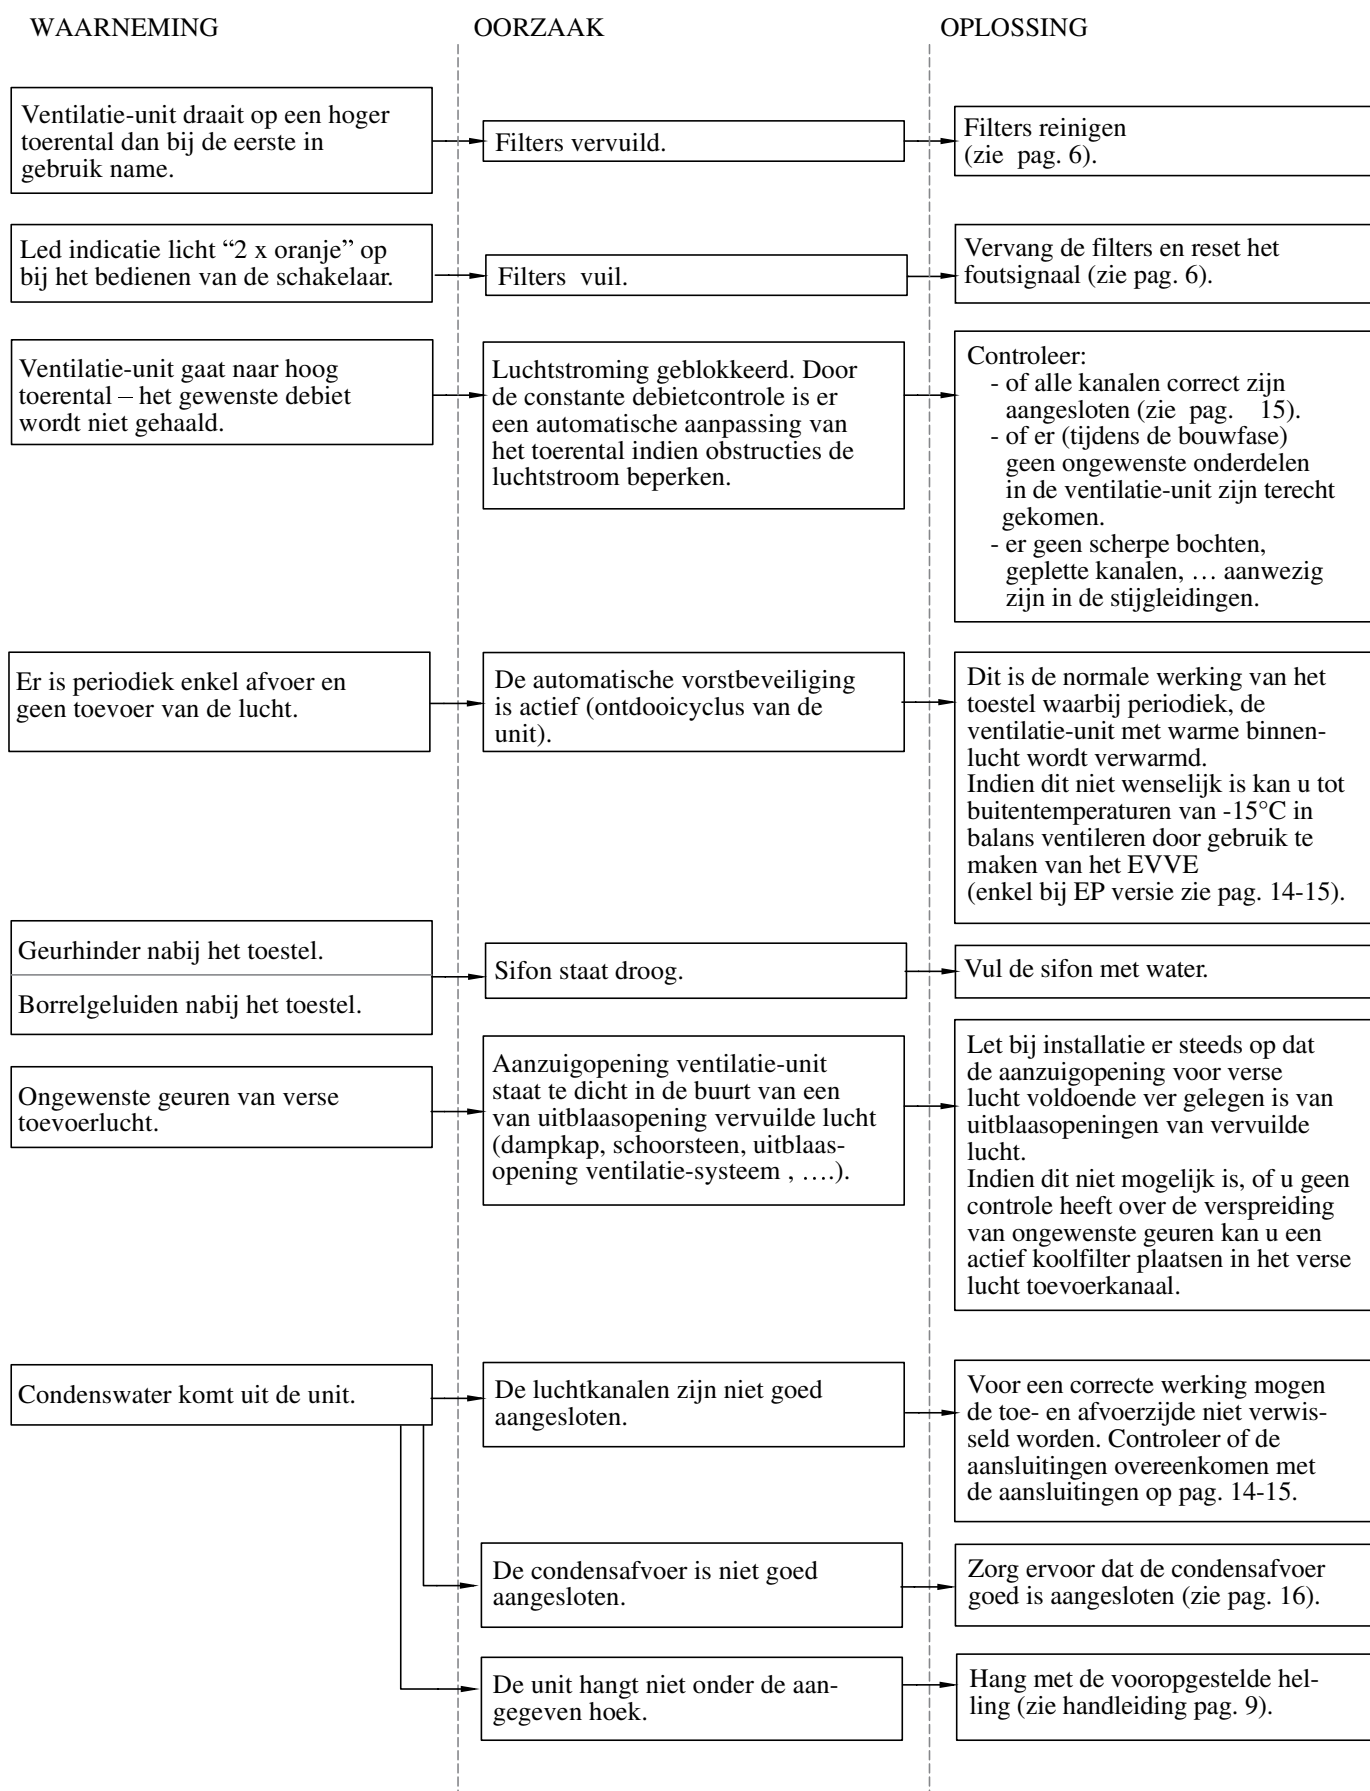 WAARNEMING
OORZAAK
OPLOSSING
Ventilatie-unit draait op een hoger
toerental dan bij de eerste in
gebruik name.
Filters vervuild.
Filters reinigen
(zie pag. 6).
Led indicatie licht “2 x oranje” op
bij het bedienen van de schakelaar.
Filters vuil.
Vervang de filters en reset het
foutsignaal (zie pag. 6).
Ventilatie-unit gaat naar hoog
toerental – het gewenste debiet
wordt niet gehaald.
Luchtstroming geblokkeerd. Door
de constante debietcontrole is er
een automatische aanpassing van
het toerental indien obstructies de
luchtstroom beperken.
Controleer:
- of alle kanalen correct zijn
aangesloten (zie pag. 15).
- of er (tijdens de bouwfase)
geen ongewenste onderdelen
in de ventilatie-unit zijn terecht
gekomen.
- er geen scherpe bochten,
geplette kanalen, … aanwezig
zijn in de stijgleidingen.
Er is periodiek enkel afvoer en
geen toevoer van de lucht.
De automatische vorstbeveiliging
is actief (ontdooicyclus van de
unit).
Dit is de normale werking van het
toestel waarbij periodiek, de
ventilatie-unit met warme binnen-
lucht wordt verwarmd.
Indien dit niet wenselijk is kan u tot
buitentemperaturen van -15°C in
balans ventileren door gebruik te
maken van het EVVE
(enkel bij EP versie zie pag. 14-15).
Geurhinder nabij het toestel.
Borrelgeluiden nabij het toestel.
Sifon staat droog.
Vul de sifon met water.
Ongewenste geuren van verse
toevoerlucht.
Aanzuigopening ventilatie-unit
staat te dicht in de buurt van een
van uitblaasopening vervuilde lucht
(dampkap, schoorsteen, uitblaas-
opening ventilatie-systeem , ….).
Let bij installatie er steeds op dat
de aanzuigopening voor verse
lucht voldoende ver gelegen is van
uitblaasopeningen van vervuilde
lucht.
Indien dit niet mogelijk is, of u geen
controle heeft over de verspreiding
van ongewenste geuren kan u een
actief koolfilter plaatsen in het verse
lucht toevoerkanaal.
Condenswater komt uit de unit.
De luchtkanalen zijn niet goed
aangesloten.
Voor een correcte werking mogen
de toe- en afvoerzijde niet verwis-
seld worden. Controleer of de
aansluitingen overeenkomen met
de aansluitingen op pag. 14-15.
De condensafvoer is niet goed
aangesloten.
Zorg ervoor dat de condensafvoer
goed is aangesloten (zie pag. 16).
De unit hangt niet onder de aan-
gegeven hoek.
Hang met de vooropgestelde hel-
ling (zie handleiding pag. 9).